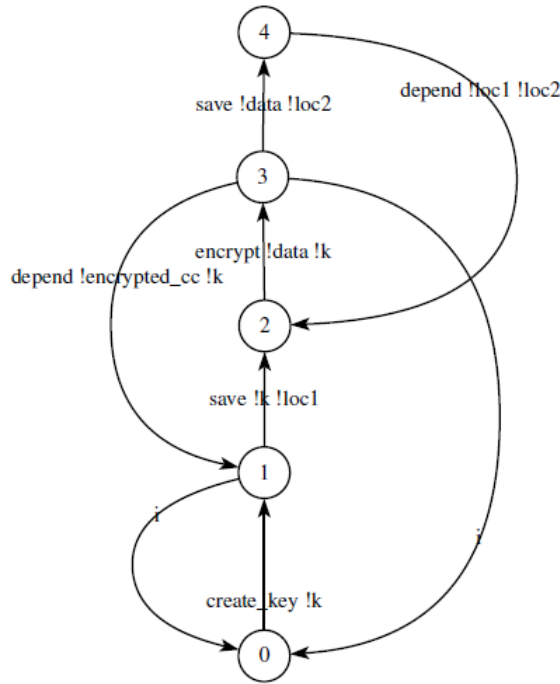 4
save !data !loc2
depend !loc1 !loc2
3
encrypt !data !k
depend !encrypted_cc !k
2
save !k !loc1
1
i
i
create_key !k
0